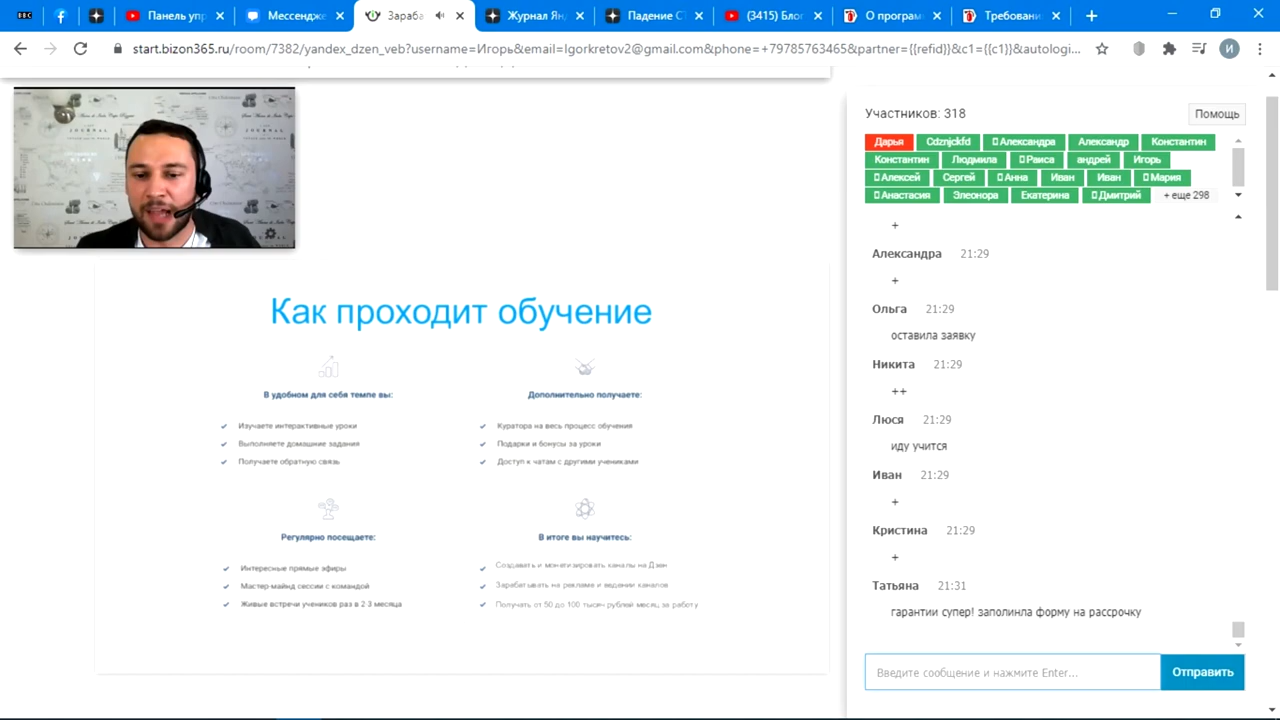 BBC
Панель упр
Мессендже
Зараба
Журнал Ян
Падение СТ
(3415) Блог
О програм
Требовани
start.bizon365.ru/room/7382/yandex_dzen_veb?username=Игорь&email=Igorkretov2@gmail.com&phone=+79785763465&partner={{refid}}&c1={{c1}}&autologi...
И
JOURNAL
Как проходит обучение
В удобном для себя темпе вы:
Изучаете интерактивные уроки
Выполняете домашние задания
Получаете обратную связь
Дополнительно получаете:
Куратора на весь процесс обучения
Подарки и бонусы за уроки
Доступ к чатам с другими учениками
Регулярно посещаете:
Интересные прямые эфиры
Мастер-майнд сессии с командой
Живые встречи учеников раз в 2 3 месяца
В итоге вы научитесь:
Создавать и монетизировать каналы на Дзен
Зарабатывать на рекламе и ведении каналов
Получать от 50 до 100 тысяч рублей месяц за работу
Участников: 318
Помощь
Дарья Cdznjckfd Александра Александр Константин
Константин Людмила Раиса андрей Игорь
Алексей Сергей Анна Иван Иван Мария
Анастасия Элеонора Екатерина Дмитрий + еще 298
+
Александра 21:29
+
Ольга 21:29
оставила заявку
Никита 21:29
++
Люся 21:29
иду учится
Иван 21:29
+
Кристина 21:29
+
Татьяна 21:31
гарантии супер! заполинла форму на рассрочку
Введите сообщение и нажмите Enter...
Отправить